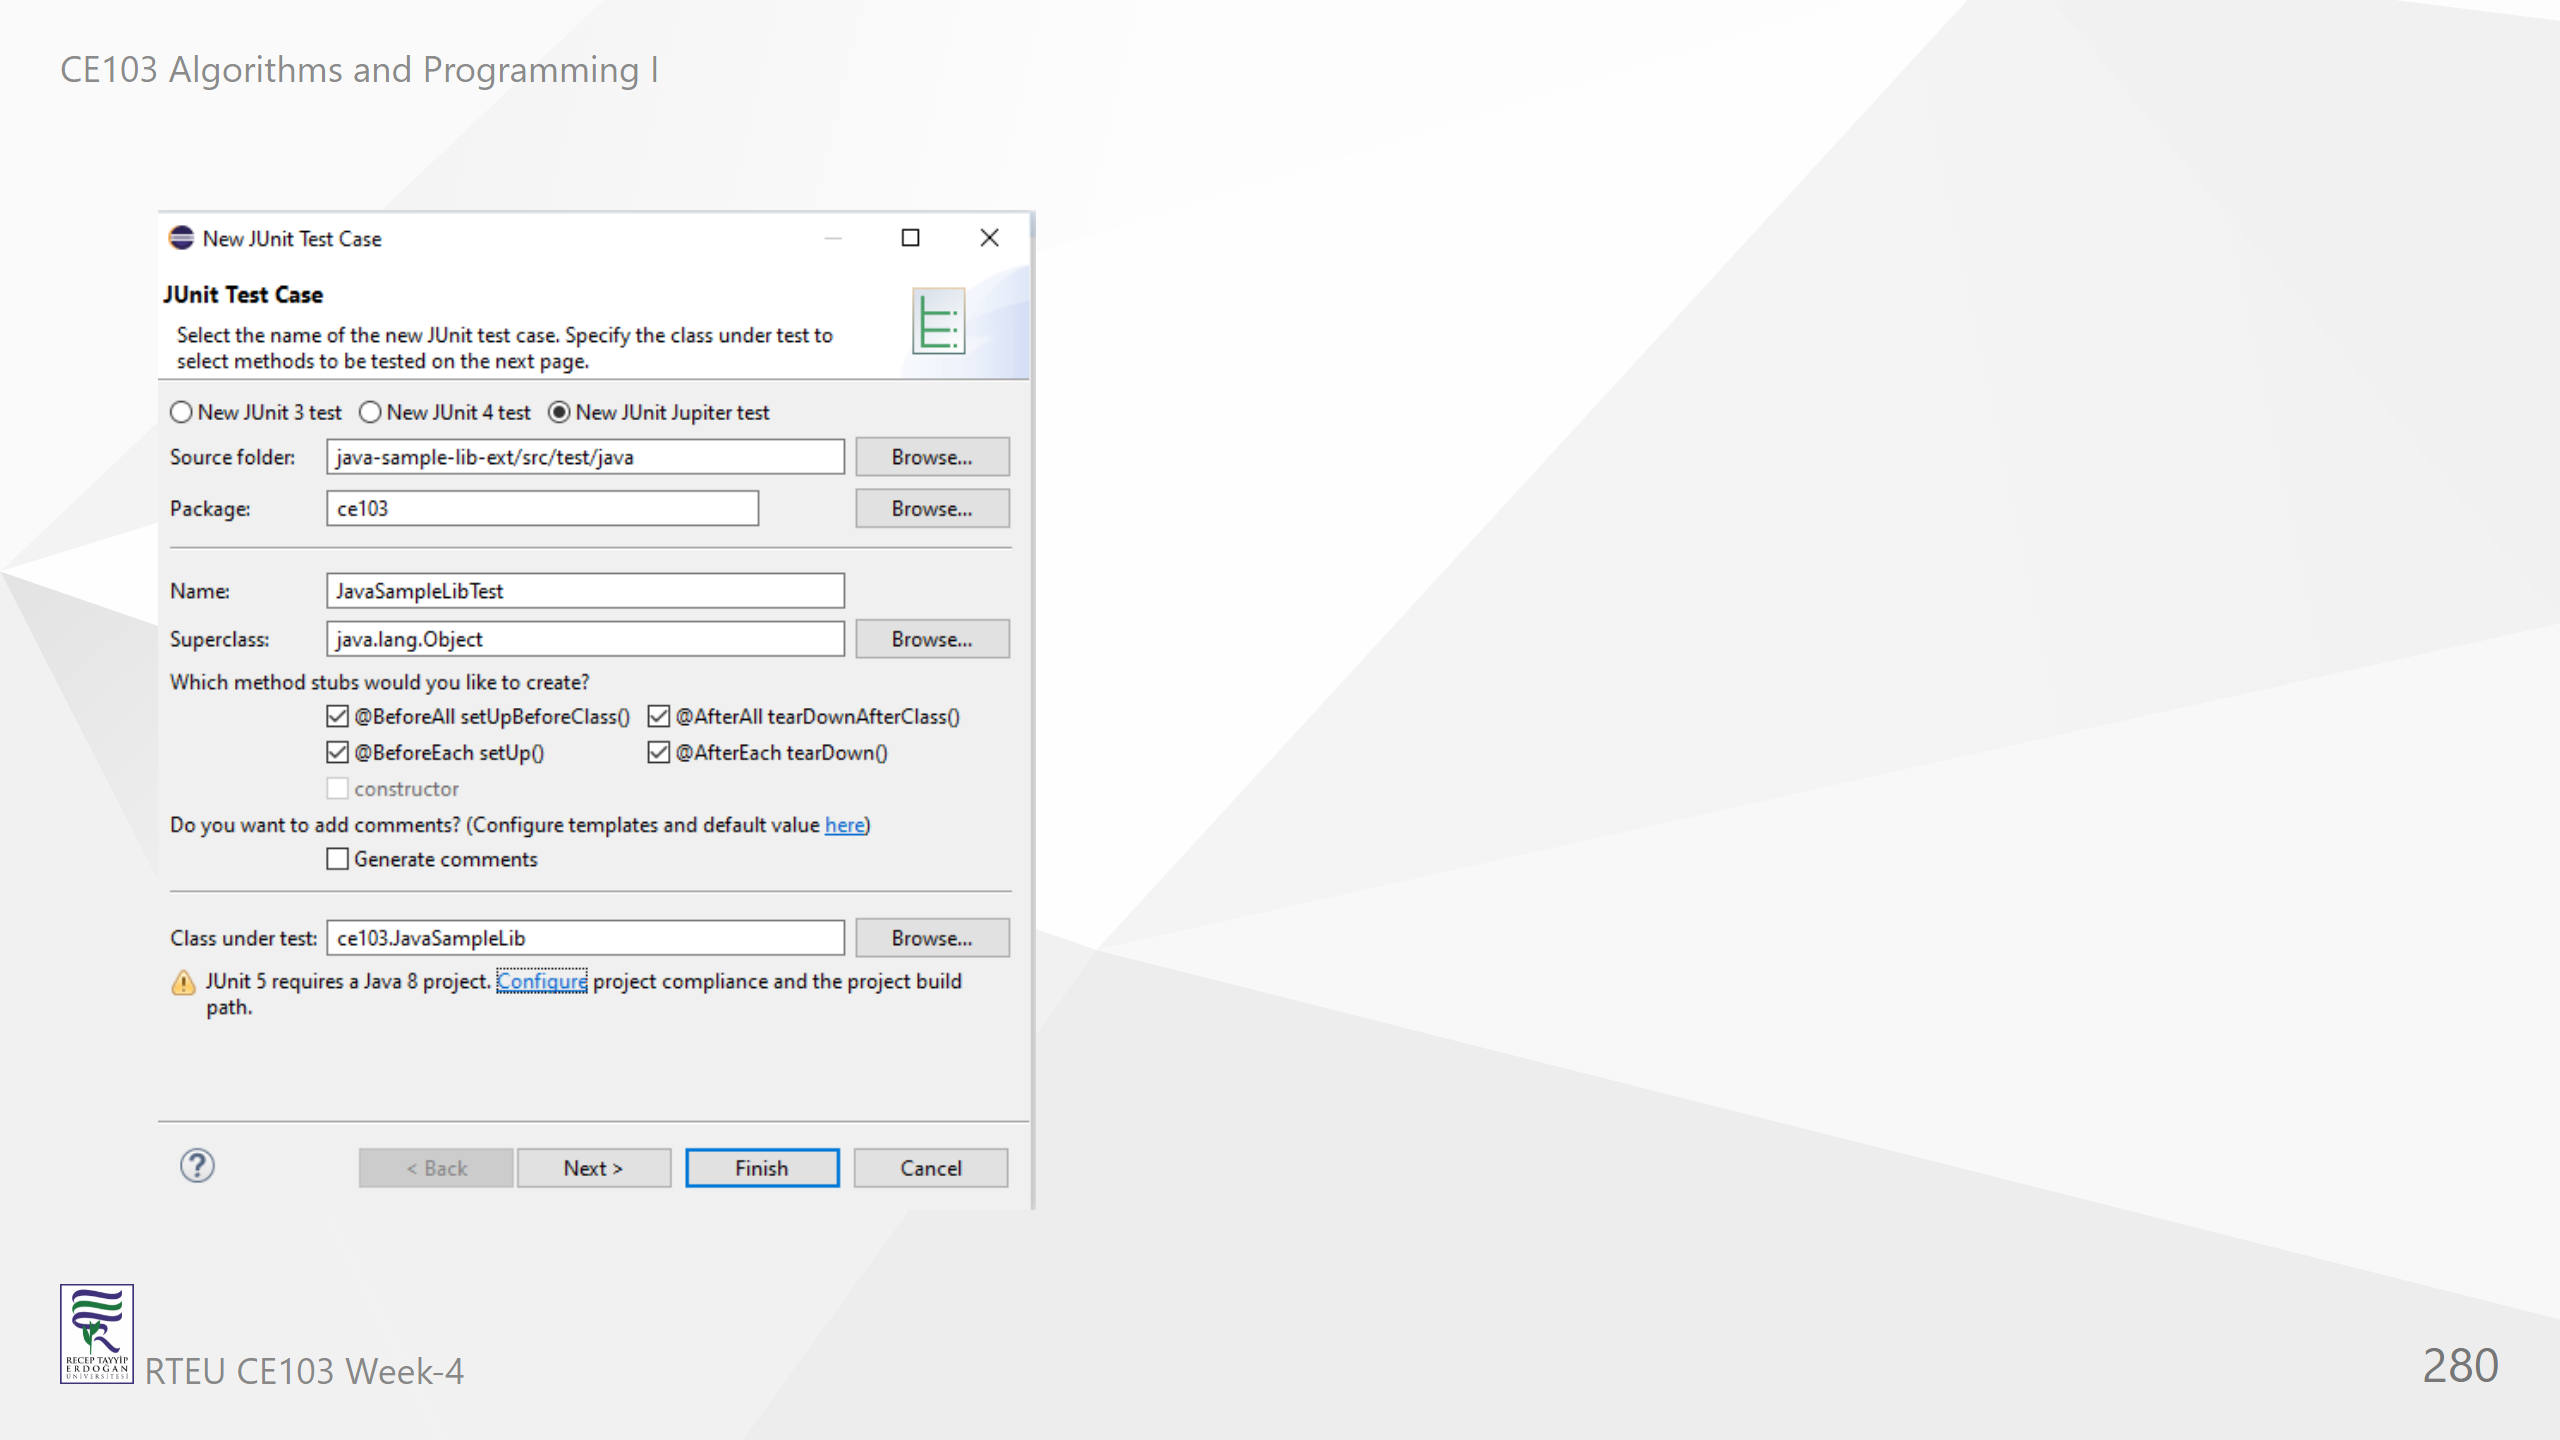 CE103 Algorithms and Programming I
New JUnit Test Case
JUnit Test Case
Select the name of the new JUnit test case. Specify the class under test to
select methods to be tested on the next page.
New JUnit 3 test New JUnit 4 test New JUnit Jupiter test
Source folder: java-sample-lib-ext/src/test/java Browse...
Package: ce103 Browse...
Name: JavaSampleLibTest
Superclass: java.lang.Object Browse...
Which method stubs would you like to create?
@BeforeAll setUpBeforeClass() @AfterAll tearDownAfterClass()
@BeforeEach setUp() @AfterEach tearDown()
constructor
Do you want to add comments? (Configure templates and default value here)
Generate comments
Class under test: ce103.JavaSampleLib Browse...
JUnit 5 requires a Java 8 project. Configure project compliance and the project build
path.
? < Back Next > Finish Cancel
RECEP TAYYİP
ERDOĞAN
ÜNİVERSİTESİ
RTEU CE103 Week-4
280